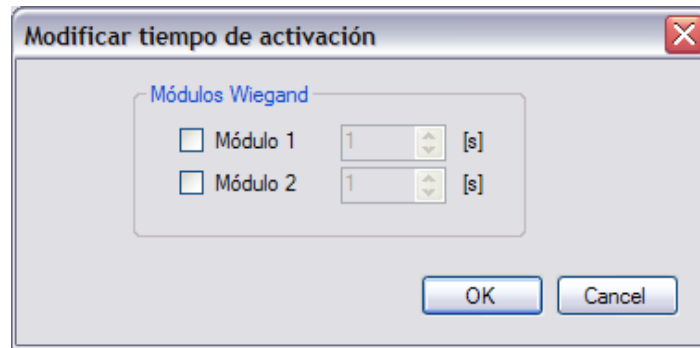 Modificar tiempo de activación
Módulos Wiegand
Módulo 1 1 [s]
Módulo 2 1 [s]
OK Cancel